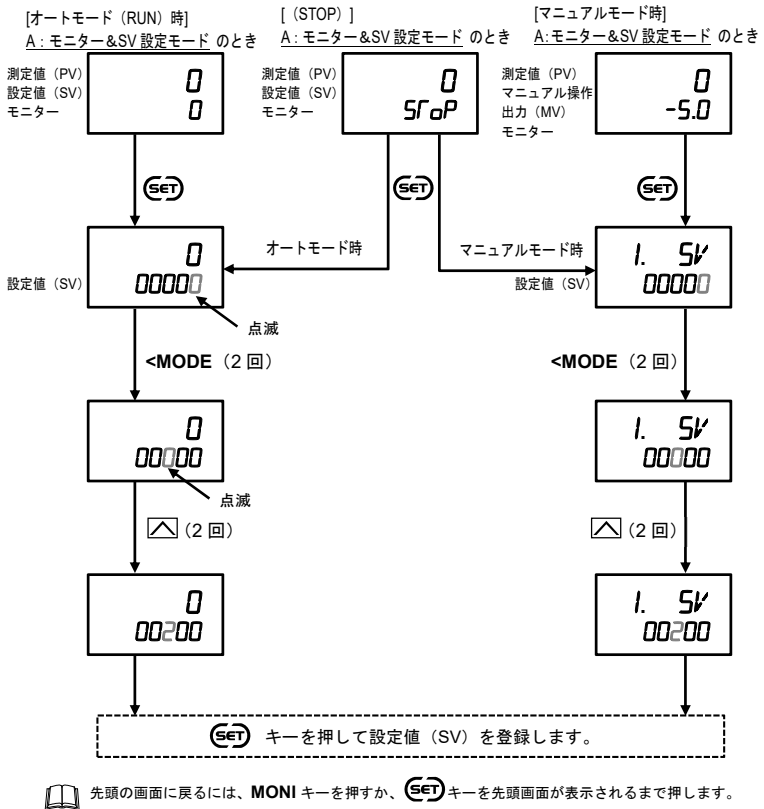 [オートモード（RUN）時]
A : モニター&SV 設定モード のとき
測定値（PV）
設定値（SV）
モニター
0
0
[（STOP）]
A : モニター&SV 設定モード のとき
測定値（PV）
設定値（SV）
モニター
0
SToP
[マニュアルモード時]
A: モニター&SV 設定モード のとき
測定値（PV）
マニュアル操作
出力（MV）
モニター
0
-5.0
SET
SET
SET
オートモード時
マニュアルモード時
設定値（SV）
0
00000
点滅
設定値（SV）
1. SV
00000
<MODE（2 回）
<MODE（2 回）
0
00000
点滅
1. SV
00000
（2 回）
（2 回）
0
00200
1. SV
00200
SET キーを押して設定値（SV）を登録します。
先頭の画面に戻るには、MONI キーを押すか、SET キーを先頭画面が表示されるまで押します。